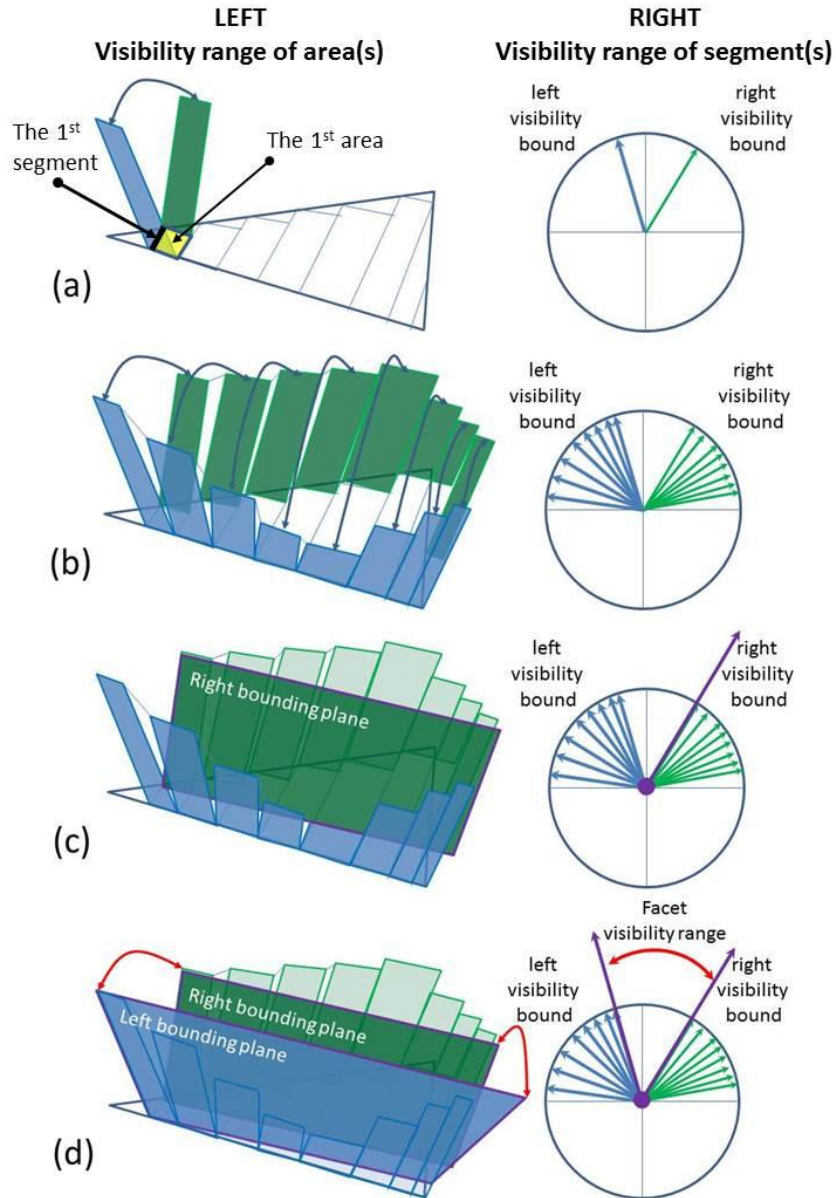 LEFT
Visibility range of area(s)
RIGHT
Visibility range of segment(s)
The 1st
segment
The 1st area
left
visibility
bound
right
visibility
bound
(a)
left
visibility
bound
right
visibility
bound
(b)
Right bounding plane
left
visibility
bound
right
visibility
bound
(c)
Facet
visibility range
left
visibility
bound
right
visibility
bound
Right bounding plane
Left bounding plane
(d)